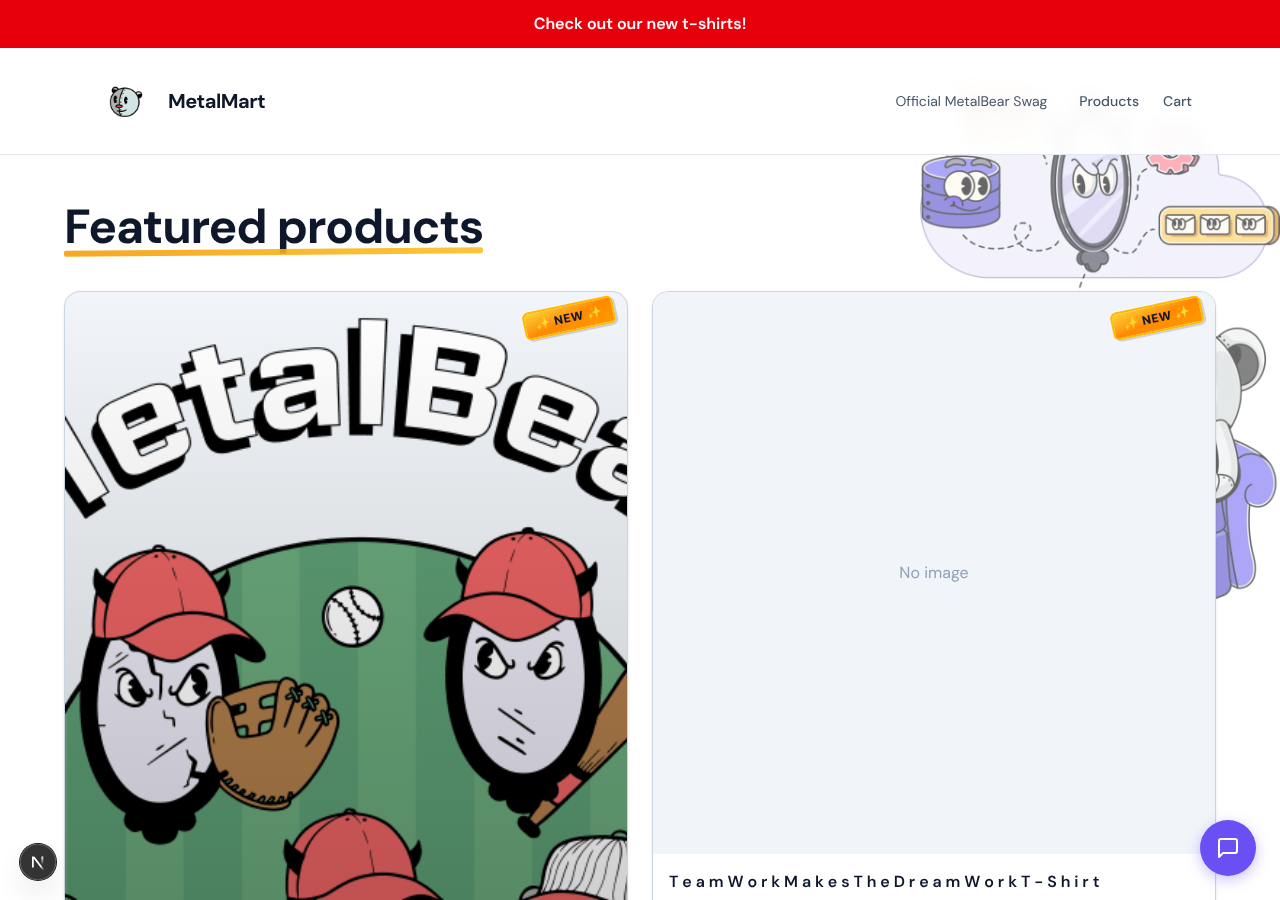 Check out our new t-shirts!
MetalMart
Official MetalBear Swag
Products
Cart
Featured products
✨ NEW ✨
✨ NEW ✨
etalBea
No image
N
TeamWorkMakesTheDreamWorkT-Shirt